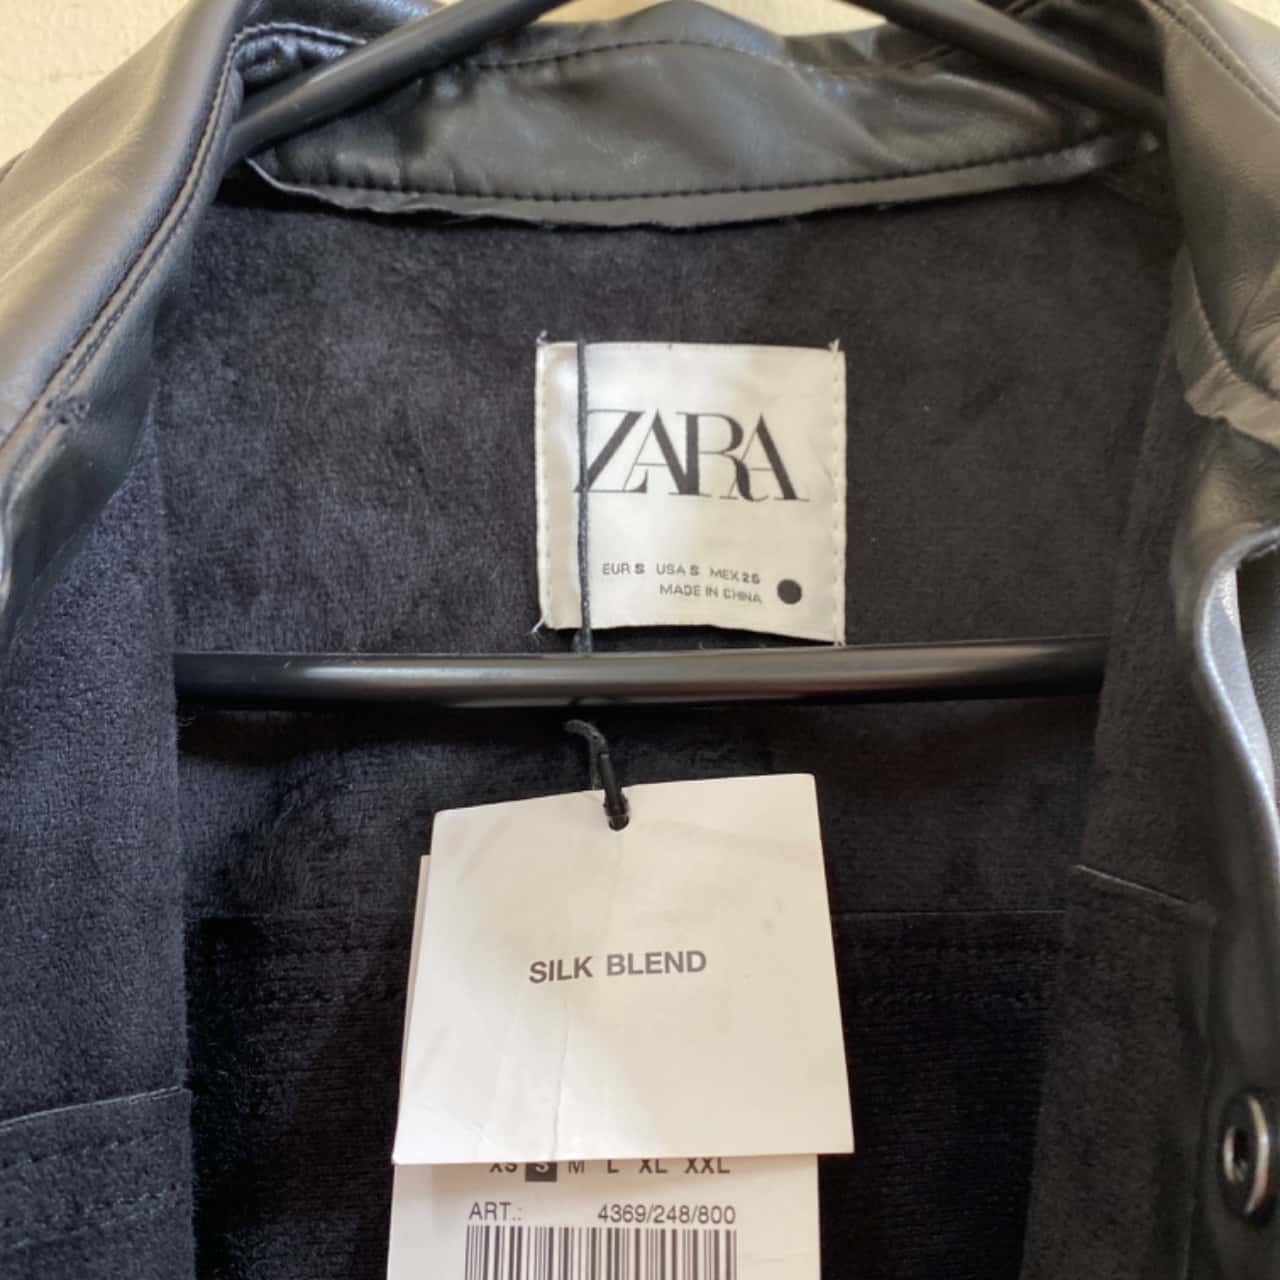 ZARA
EUR S USA S MEX 26
MADE IN CHINA
SILK BLEND
XS S M L XL XXL
ART.: 4369/248/800